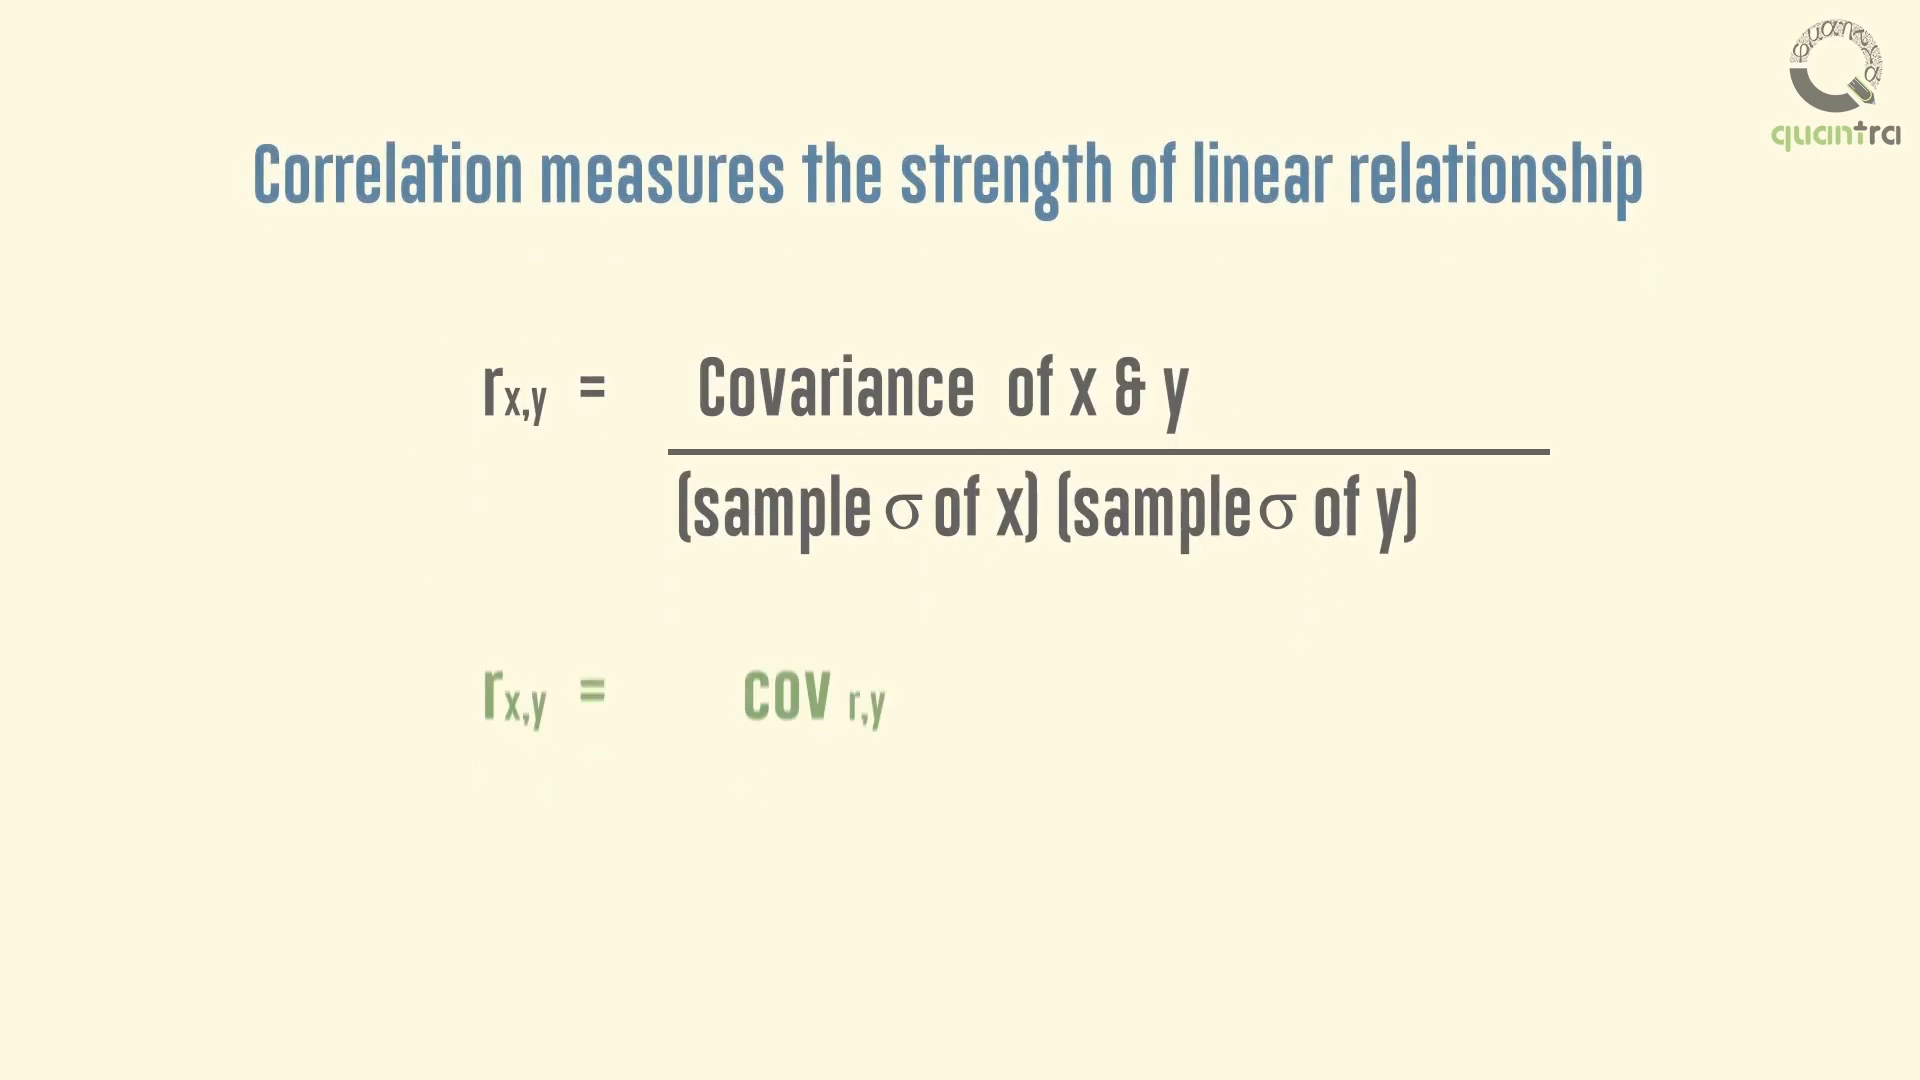 quantra
Correlation measures the strength of linear relationship
rx,y = Covariance of x & y
(sample σ of x) (sample σ of y)
rx,y = cov r,y